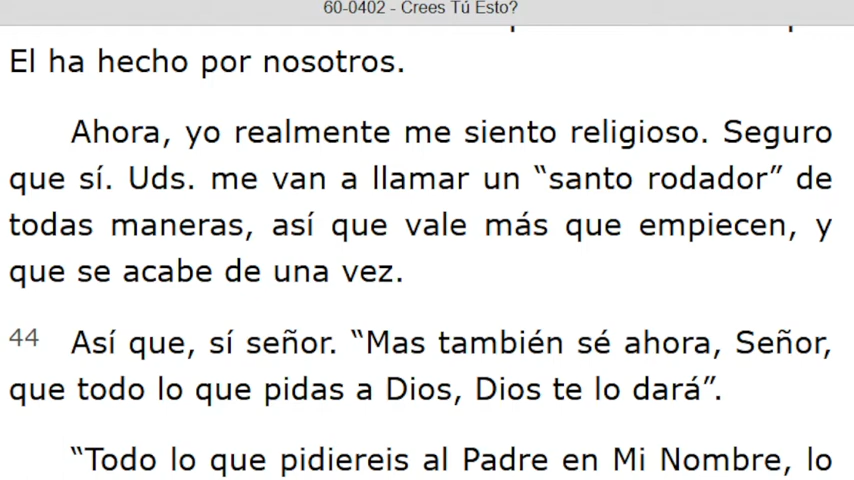 60-0402 - Crees Tú Esto?
El ha hecho por nosotros.
Ahora, yo realmente me siento religioso. Seguro
que sí. Uds. me van a llamar un “santo rodador” de
todas maneras, así que vale más que empiecen, y
que se acabe de una vez.
44 Así que, sí señor. “Mas también sé ahora, Señor,
que todo lo que pidas a Dios, Dios te lo dará”.
“Todo lo que pidiereis al Padre en Mi Nombre, lo